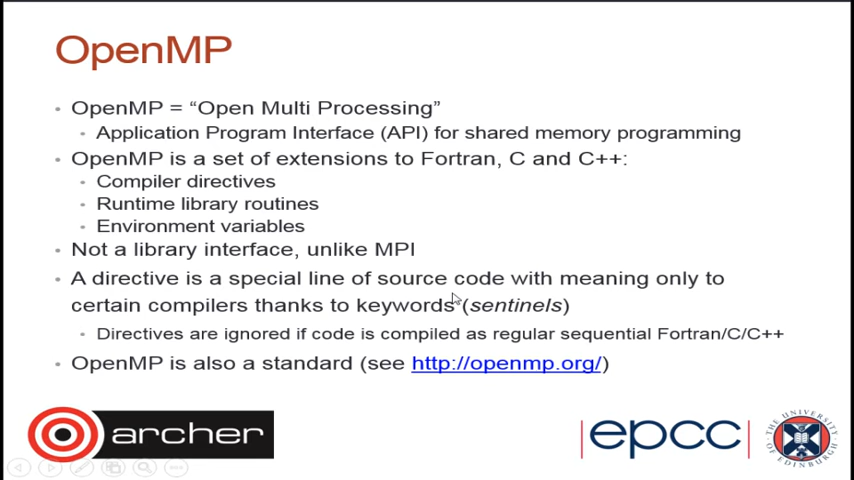 OpenMP
OpenMP = “Open Multi Processing”
Application Program Interface (API) for shared memory programming
OpenMP is a set of extensions to Fortran, C and C++:
Compiler directives
Runtime library routines
Environment variables
Not a library interface, unlike MPI
A directive is a special line of source code with meaning only to
certain compilers thanks to keywords (sentinels)
Directives are ignored if code is compiled as regular sequential Fortran/C/C++
OpenMP is also a standard (see http://openmp.org/)
archer
epcc
THE UNIVERSITY OF EDINBURGH